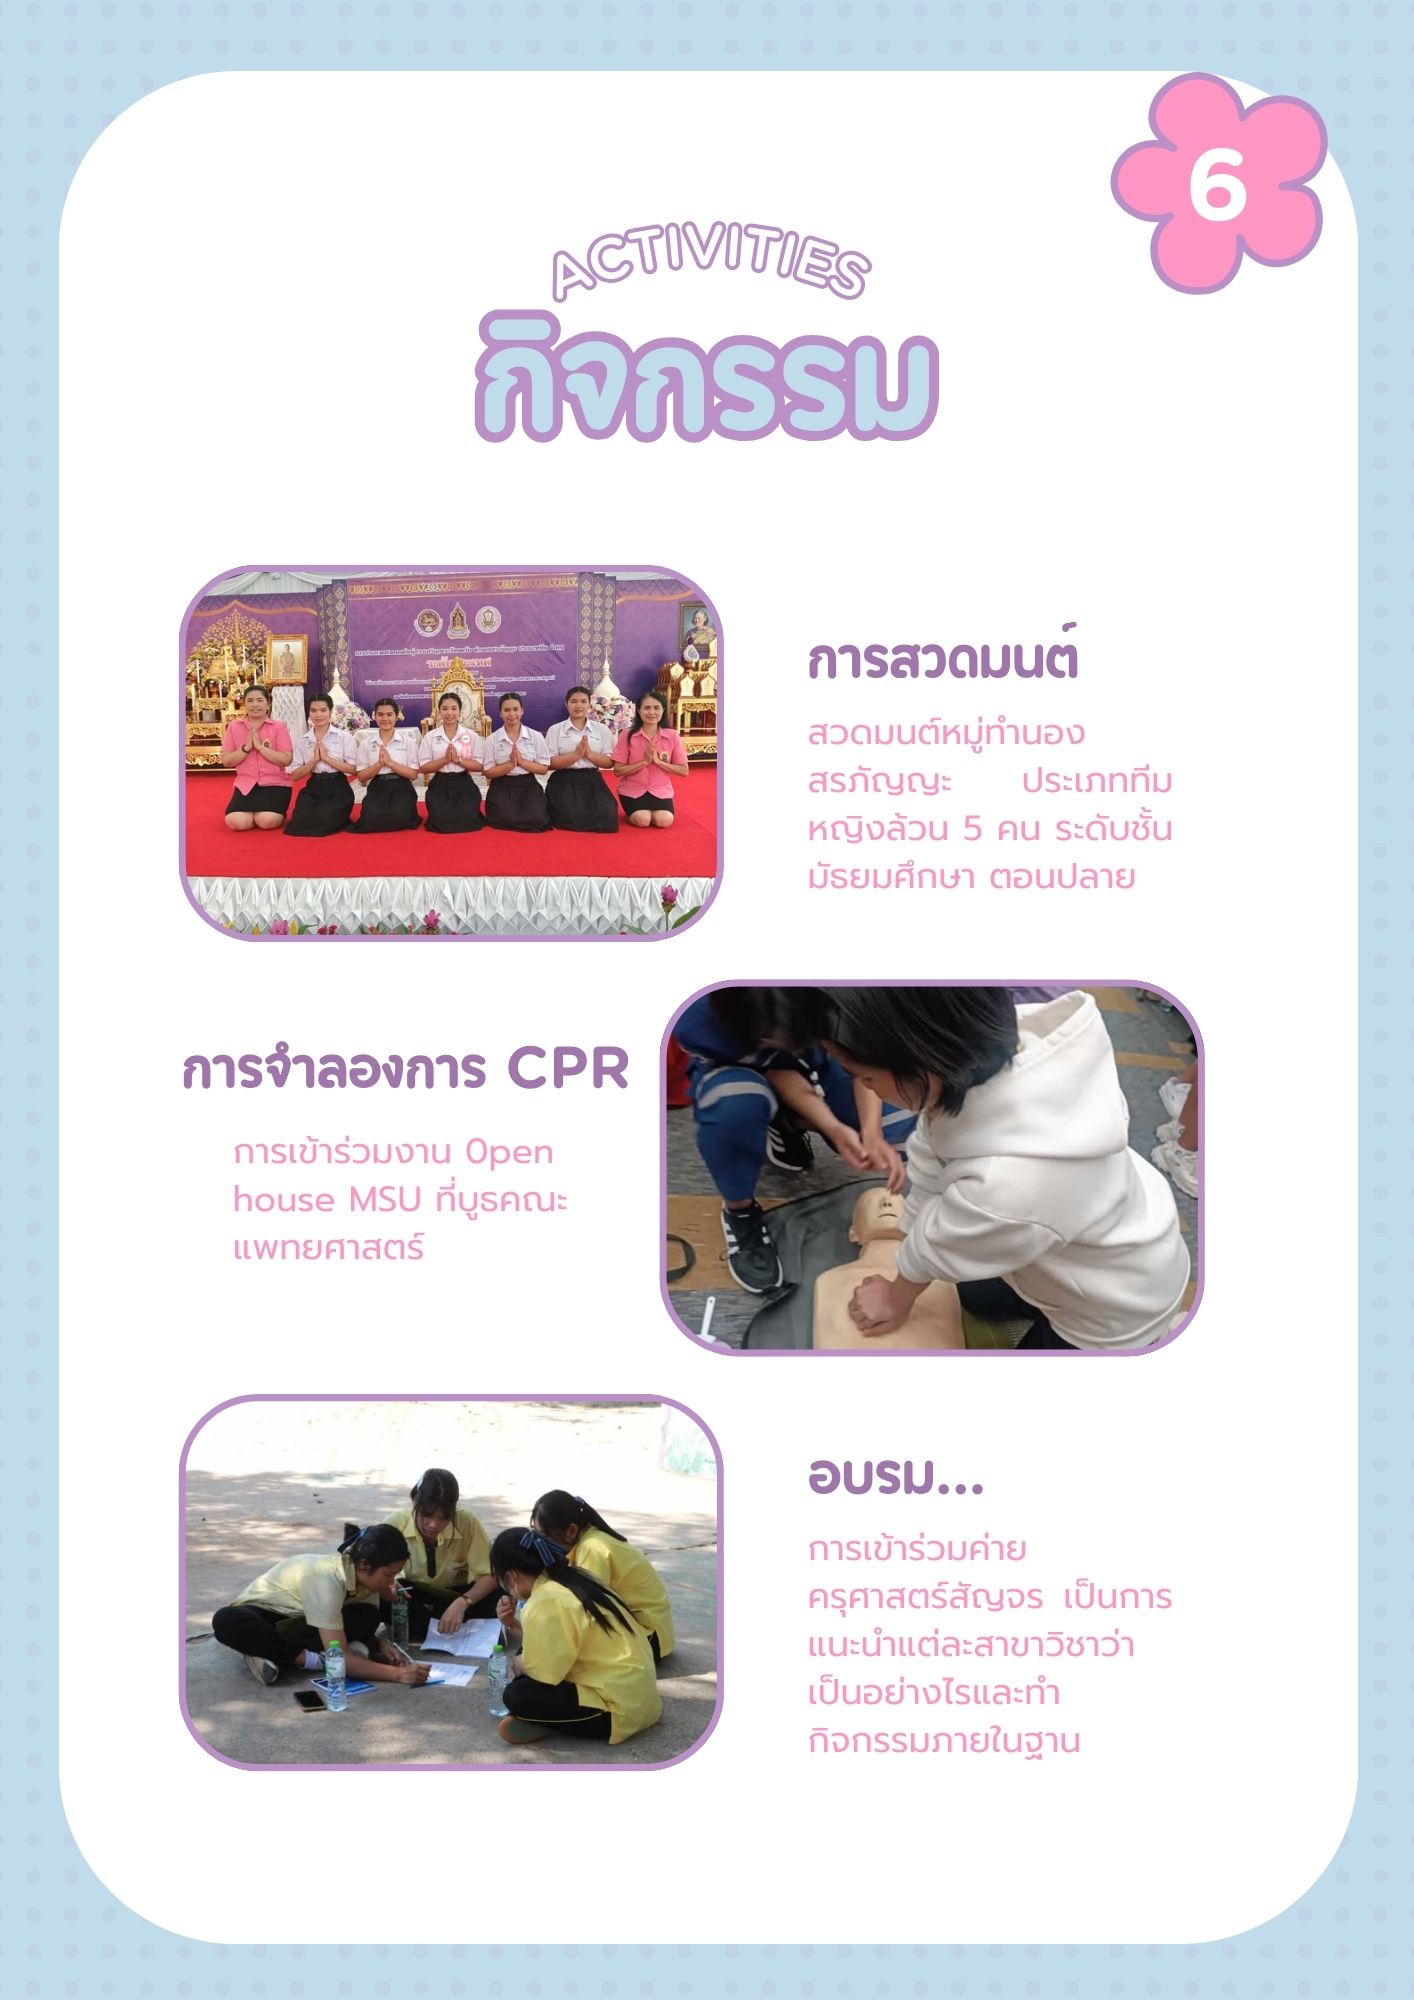 6
ACTIVITIES
กิจกรรม
ระดับประเทศ
การสวดมนต์
สวดมนต์หมู่ทำนอง
สรภัญญะ ประเภททีม
หญิงล้วน 5 คน ระดับชั้น
มัธยมศึกษา ตอนปลาย
การจำลองการ CPR
การเข้าร่วมงาน Open
house MSU ที่บูธคณะ
แพทยศาสตร์
อบรม...
การเข้าร่วมค่าย
ครุศาสตร์สัญจร เป็นการ
แนะนำแต่ละสาขาวิชาว่า
เป็นอย่างไรและทำ
กิจกรรมภายในฐาน